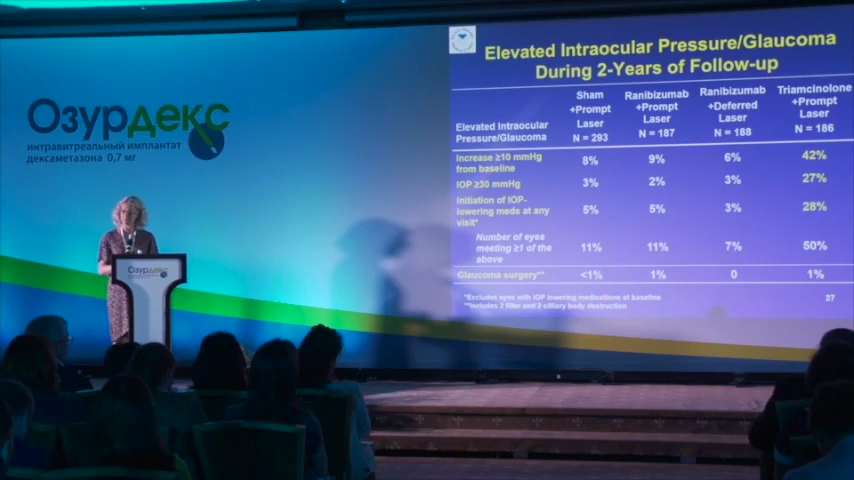 Озурдекс
интравитреальный имплантат
дексаметазона 0,7 мг
Озурдекс
Elevated Intraocular Pressure/Glaucoma
During 2-Years of Follow-up
Elevated Intraocular
Pressure/Glaucoma
Sham
+Prompt
Laser
N = 293
Ranibizumab
+Prompt
Laser
N = 187
Ranibizumab
+Deferred
Laser
N = 188
Triamcinolone
+Prompt
Laser
N = 186
Increase ≥10 mmHg
from baseline
8% 9% 6% 42%
IOP ≥30 mmHg 3% 2% 3% 27%
Initiation of IOP-
lowering meds at any
visit*
5% 5% 3% 28%
Number of eyes
meeting ≥1 of the
above
11% 11% 7% 50%
Glaucoma surgery** <1% 1% 0 1%
*Excludes eyes with IOP lowering medications at baseline
**Includes 2 filter and 2 ciliary body destruction
27